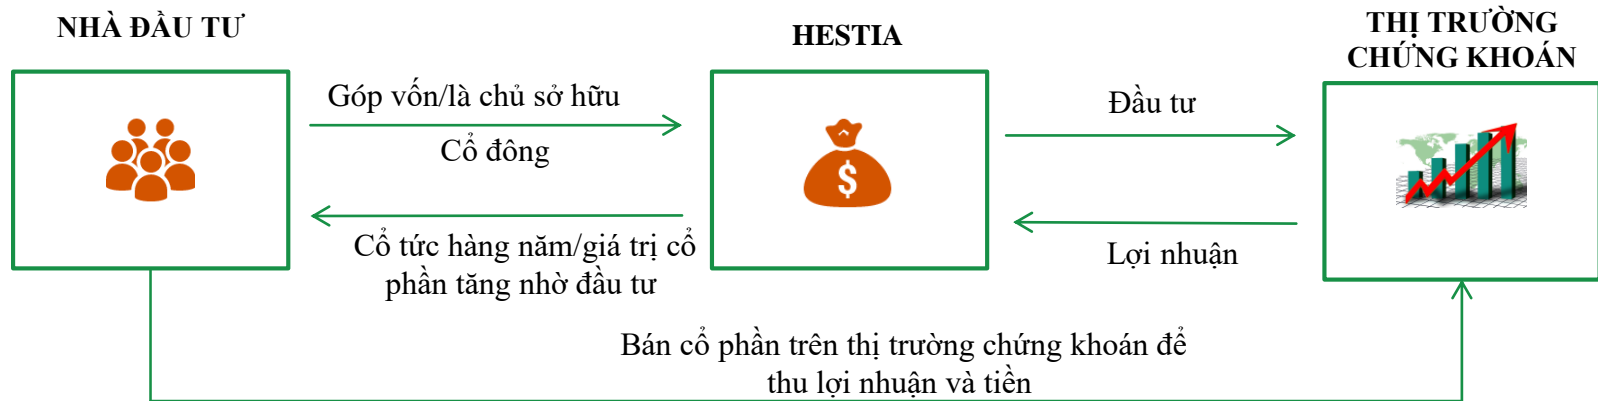 NHÀ ĐẦU TƯ
HESTIA
THỊ TRƯỜNG
CHỨNG KHOÁN
Góp vốn/là chủ sở hữu
Cổ đông
Đầu tư
Cổ tức hàng năm/giá trị cổ
phần tăng nhờ đầu tư
Lợi nhuận
Bán cổ phần trên thị trường chứng khoán để
thu lợi nhuận và tiền
$